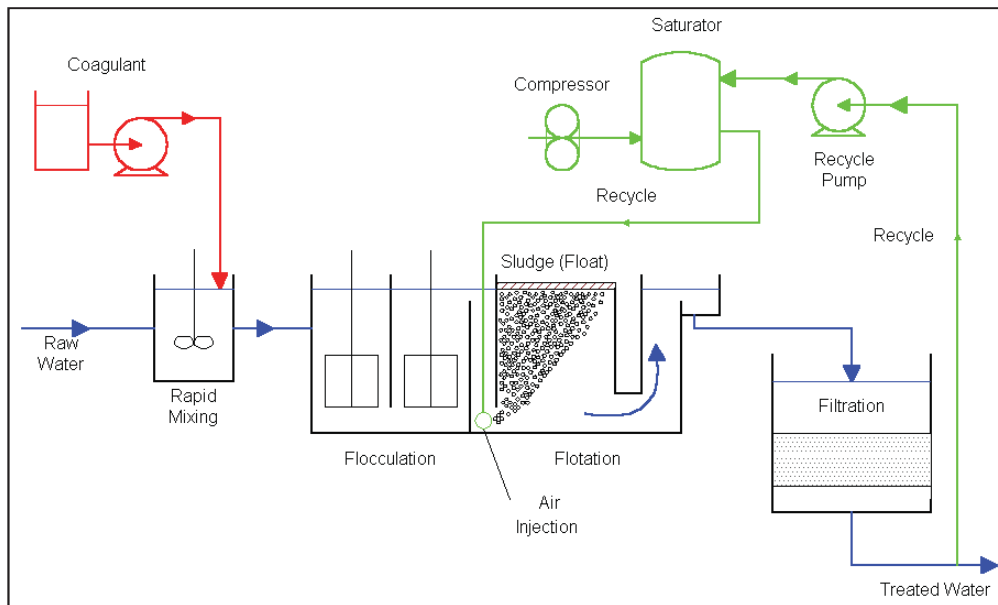 Saturator
Coagulant
Compressor
Recycle
Pump
Recycle
Recycle
Sludge (Float)
Raw
Water
Rapid
Mixing
Filtration
Flocculation
Flotation
Air
Injection
Treated Water